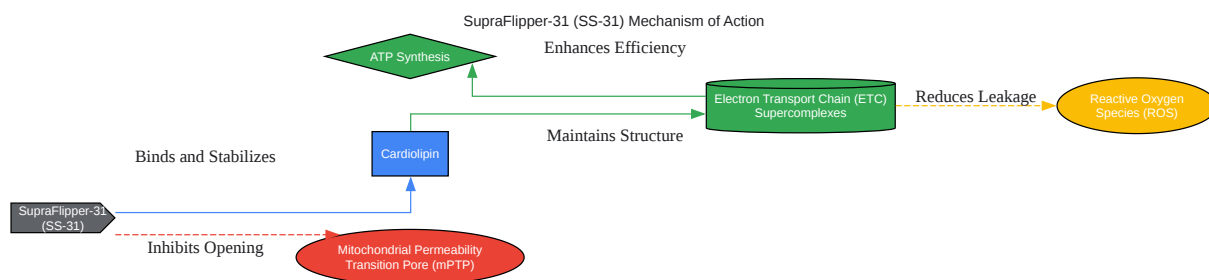 SupraFlipper-31 (SS-31) Mechanism of Action
ATP Synthesis
Enhances Efficiency
Electron Transport Chain (ETC)
Supercomplexes
Reduces Leakage
Reactive Oxygen
Species (ROS)
Maintains Structure
Cardiolipin
Binds and Stabilizes
SupraFlipper-31
(SS-31)
Inhibits Opening
Mitochondrial Permeability
Transition Pore (mPTP)